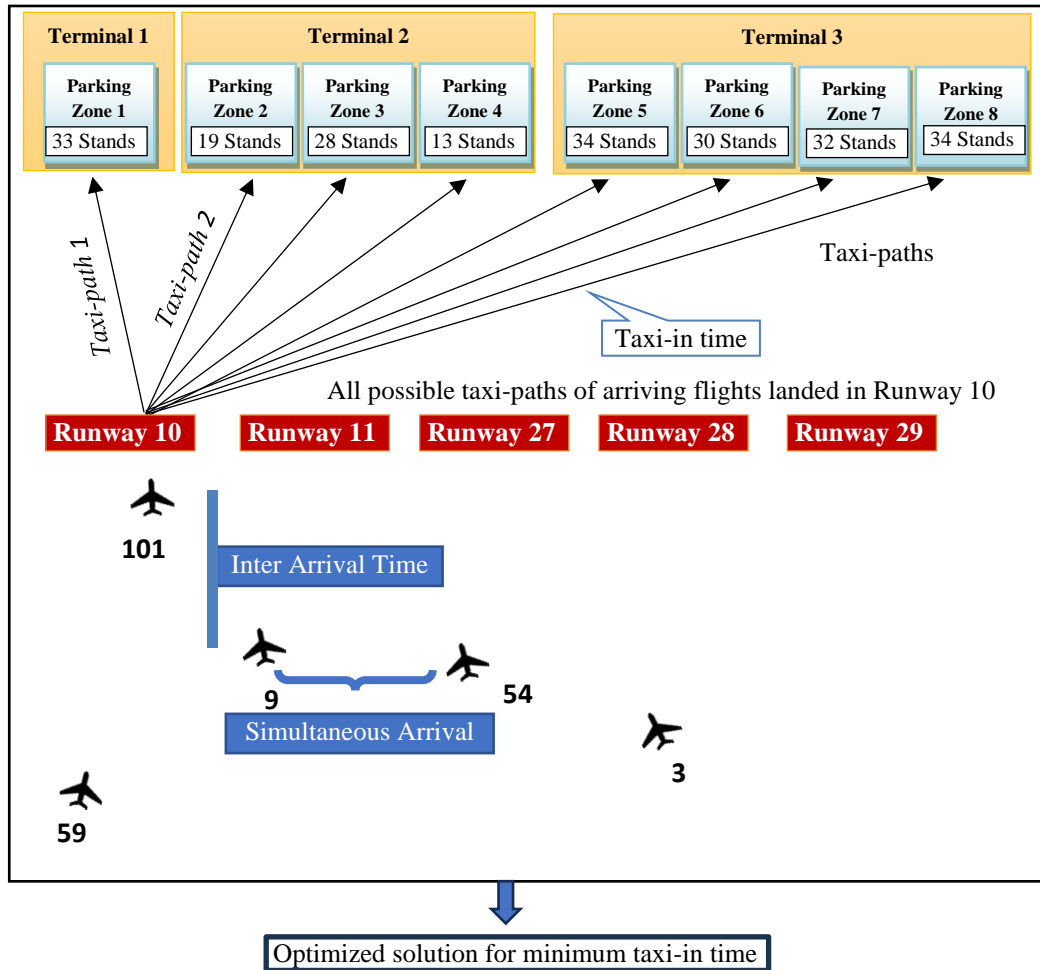 Terminal 1
Terminal 2
Terminal 3
Parking
Zone 1
33 Stands
Parking
Zone 2
19 Stands
Parking
Zone 3
28 Stands
Parking
Zone 4
13 Stands
Parking
Zone 5
34 Stands
Parking
Zone 6
30 Stands
Parking
Zone 7
32 Stands
Parking
Zone 8
34 Stands
Taxi-path 1
Taxi-path 2
Taxi-paths
Taxi-in time
All possible taxi-paths of arriving flights landed in Runway 10
Runway 10
Runway 11
Runway 27
Runway 28
Runway 29
101
Inter Arrival Time
9
54
Simultaneous Arrival
3
59
Optimized solution for minimum taxi-in time